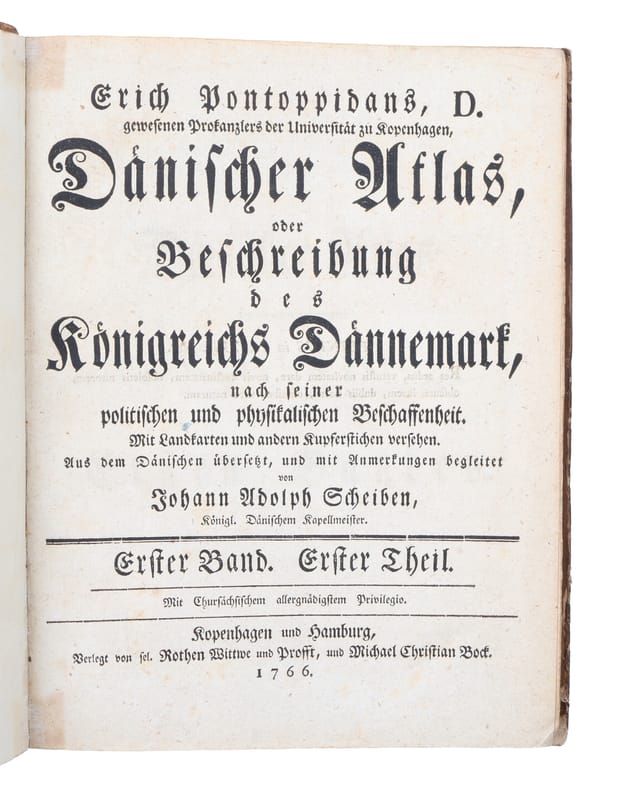 Erich Pontoppidans, D.
gewesenen Prokanzlers der Universität zu Kopenhagen,
Dänischer Atlas,
oder
Beschreibung
des
Königreichs Dännemark,
nach seiner
politischen und physikalischen Beschaffenheit.
Mit Landkarten und andern Kupferstichen versehen.
Aus dem Dänischen übersetzt, und mit Anmerkungen begleitet
von
Johann Adolph Scheiben,
Königl. Dänischem Kapellmeister.
Erster Band. Erster Theil.
Mit Chursächsischem allergnädigstem Privilegio.
Kopenhagen und Hamburg,
Verlegt von sel. Rothen Wittwe und Profft, und Michael Christian Bock.
1766.